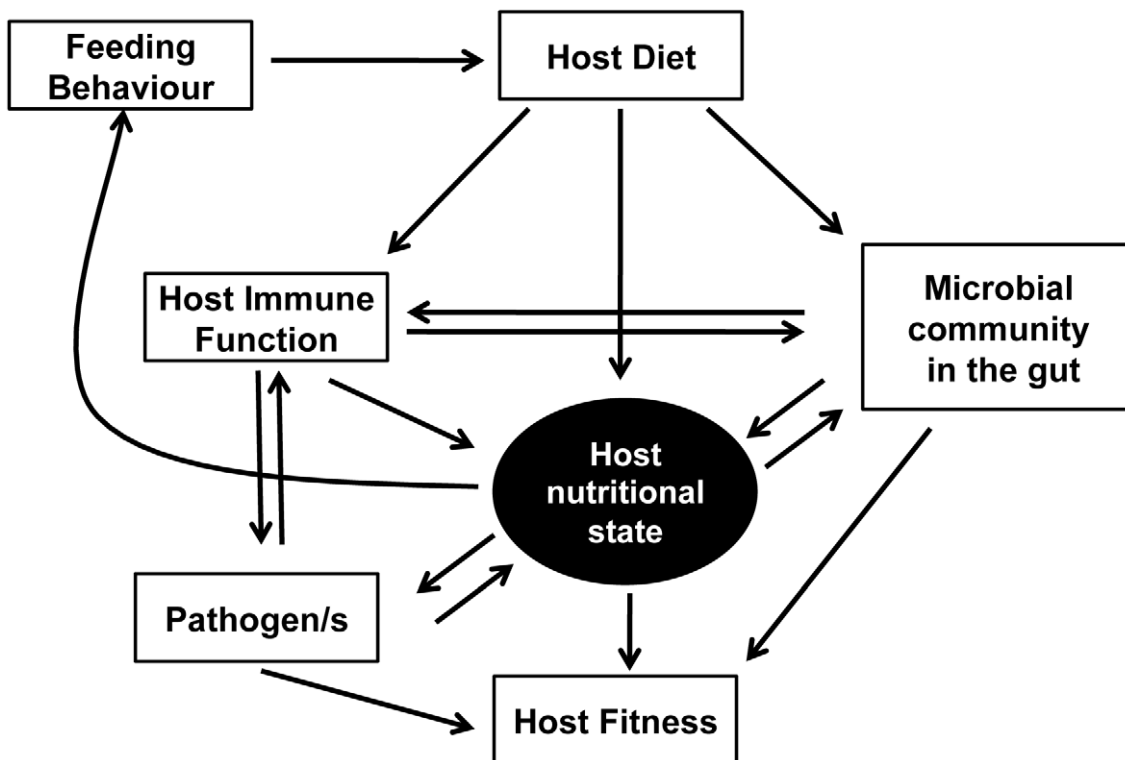 Feeding
Behaviour
Host Diet
Host Immune
Function
Microbial
community
in the gut
Host
nutritional
state
Pathogen/s
Host Fitness